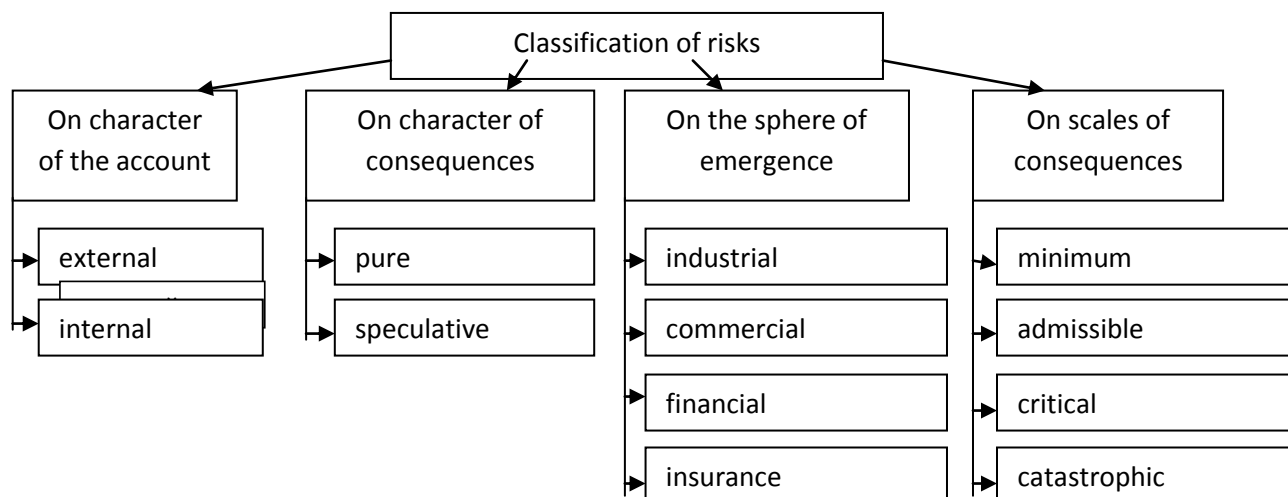 Classification of risks
On character
of the account
On character of
consequences
On the sphere of
emergence
On scales of
consequences
external
internal
pure
speculative
industrial
commercial
financial
insurance
minimum
admissible
critical
catastrophic